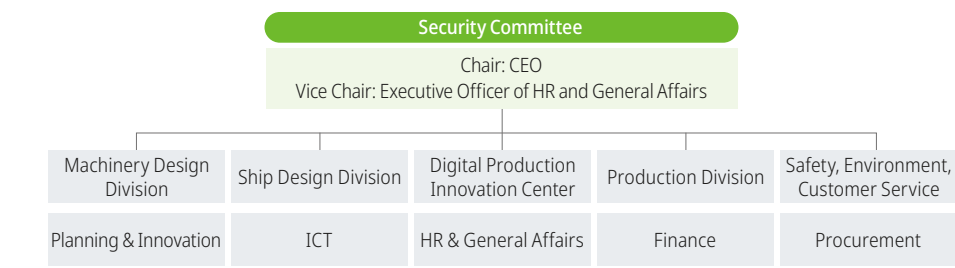 Security Committee
Chair: CEO
Vice Chair: Executive Officer of HR and General Affairs
Machinery Design
Division
Ship Design Division
Digital Production
Innovation Center
Production Division
Safety, Environment,
Customer Service
Planning & Innovation
ICT
HR & General Affairs
Finance
Procurement